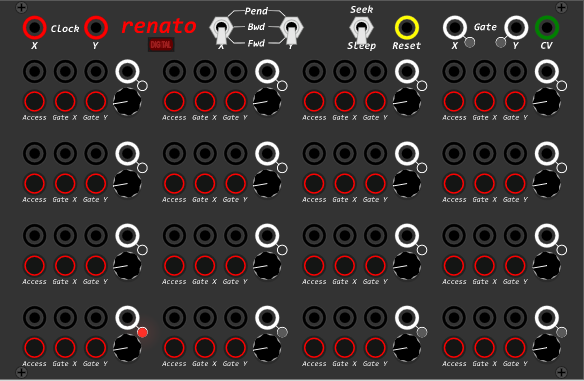 Clock
X
Y
renato
DIGITAL
Pend
Bwd
Fwd
X
Y
Seek
Sleep
Reset
Gate
X
Y
CV
Access Gate X Gate Y Access Gate X Gate Y Access Gate X Gate Y Access Gate X Gate Y
Access Gate X Gate Y Access Gate X Gate Y Access Gate X Gate Y Access Gate X Gate Y
Access Gate X Gate Y Access Gate X Gate Y Access Gate X Gate Y Access Gate X Gate Y
Access Gate X Gate Y Access Gate X Gate Y Access Gate X Gate Y Access Gate X Gate Y